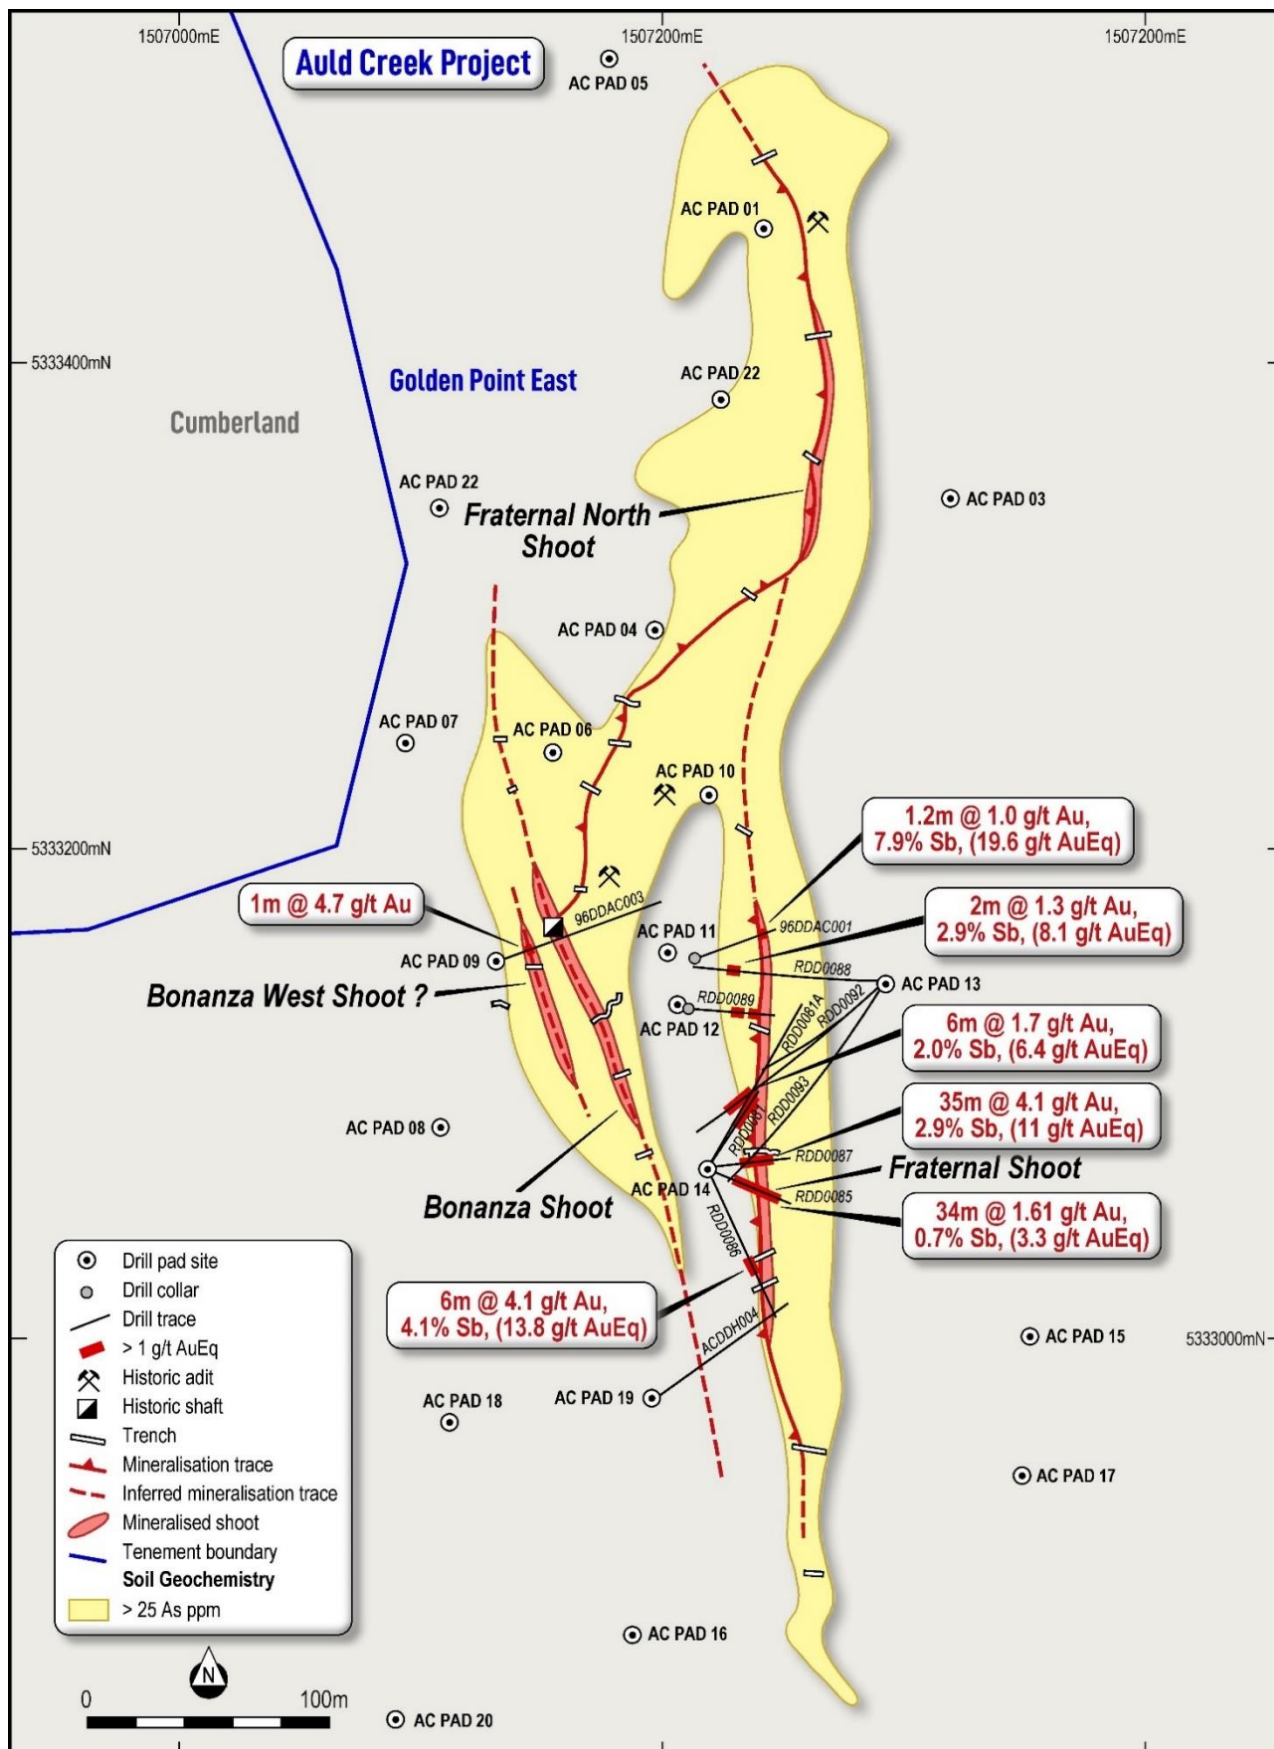 1507000mE
1507200mE
1507200mE
Auld Creek Project
AC PAD 05
AC PAD 01
5333400mN
Golden Point East
AC PAD 22
Cumberland
AC PAD 22
AC PAD 03
Fraternal North
Shoot
AC PAD 04
AC PAD 07
AC PAD 06
AC PAD 10
1.2m @ 1.0 g/t Au,
7.9% Sb, (19.6 g/t AuEq)
5333200mN
1m @ 4.7 g/t Au
96DDAC003
2m @ 1.3 g/t Au,
2.9% Sb, (8.1 g/t AuEq)
AC PAD 11
96DDAC001
AC PAD 09
RDD0088
AC PAD 13
Bonanza West Shoot ?
RDD0089
RDD0081A
RDD0092
AC PAD 12
6m @ 1.7 g/t Au,
2.0% Sb, (6.4 g/t AuEq)
RDD0093
RDD0081
35m @ 4.1 g/t Au,
2.9% Sb, (11 g/t AuEq)
AC PAD 08
RDD0087
Fraternal Shoot
AC PAD 14
RDD0085
Bonanza Shoot
34m @ 1.61 g/t Au,
0.7% Sb, (3.3 g/t AuEq)
RDD0086
6m @ 4.1 g/t Au,
4.1% Sb, (13.8 g/t AuEq)
ACDDH004
AC PAD 15
5333000mN
AC PAD 19
AC PAD 18
AC PAD 17
AC PAD 16
AC PAD 20
Drill pad site
Drill collar
Drill trace
> 1 g/t AuEq
Historic adit
Historic shaft
Trench
Mineralisation trace
Inferred mineralisation trace
Mineralised shoot
Tenement boundary
Soil Geochemistry
> 25 As ppm
N
0
100m